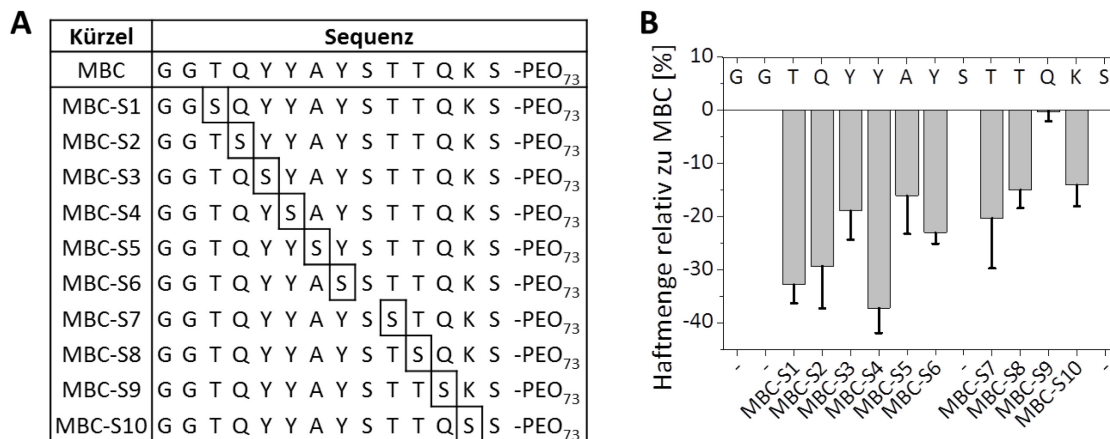 A
Kürzel Sequenz
MBC G G T Q Y Y A Y S T T Q K S -PEO73
MBC-S1 G G S Q Y Y A Y S T T Q K S -PEO73
MBC-S2 G G T S Y Y A Y S T T Q K S -PEO73
MBC-S3 G G T Q S Y A Y S T T Q K S -PEO73
MBC-S4 G G T Q Y S A Y S T T Q K S -PEO73
MBC-S5 G G T Q Y Y S Y S T T Q K S -PEO73
MBC-S6 G G T Q Y Y A S S T T Q K S -PEO73
MBC-S7 G G T Q Y Y A Y S S T Q K S -PEO73
MBC-S8 G G T Q Y Y A Y S T S Q K S -PEO73
MBC-S9 G G T Q Y Y A Y S T T S K S -PEO73
MBC-S10 G G T Q Y Y A Y S T T Q S S -PEO73
B
Haftmenge relativ zu MBC [%]
10
0
-10
-20
-30
-40
G G T Q Y Y A Y S T T Q K S
- - MBC-S1 MBC-S2 MBC-S3 MBC-S4 MBC-S5 MBC-S6 - MBC-S7 MBC-S8 MBC-S9 MBC-S10 -